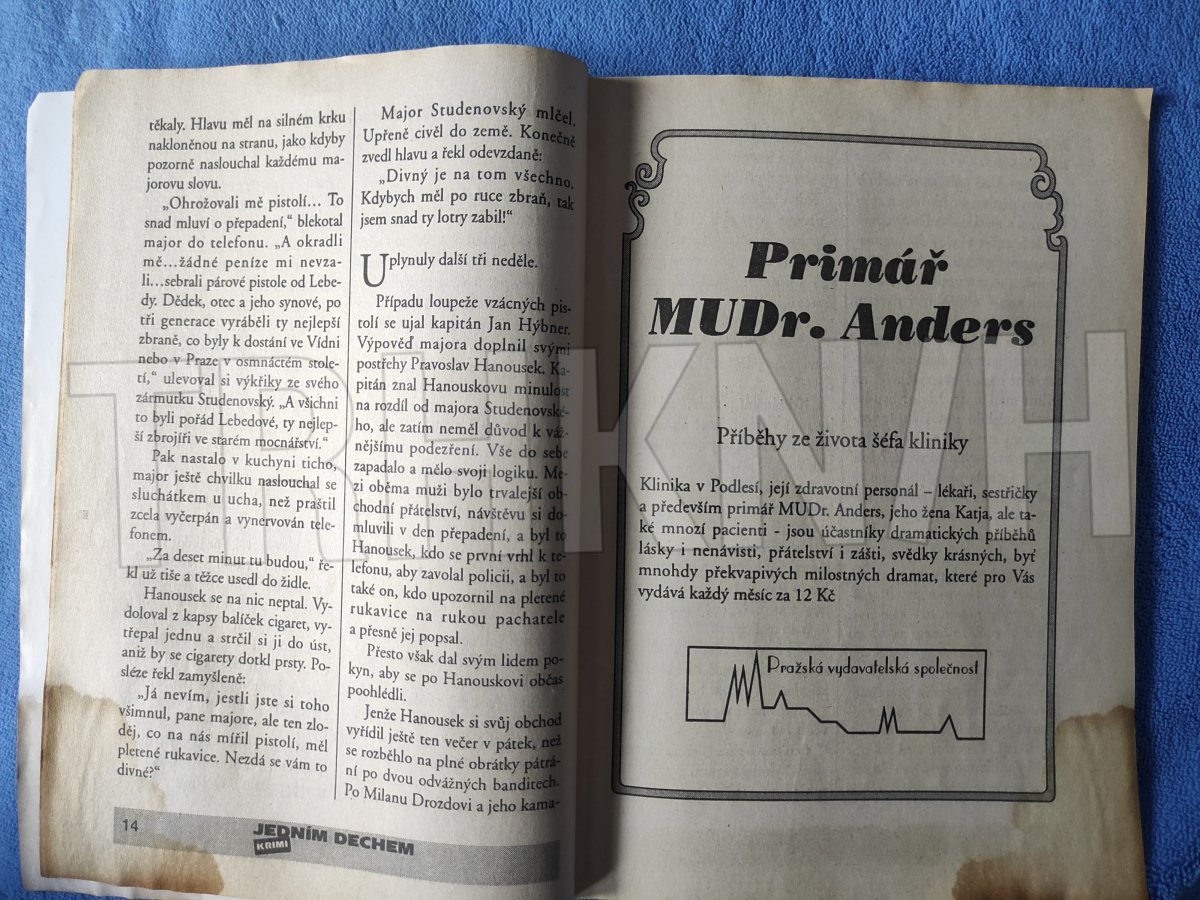 těkaly. Hlavu měl na silném krku
nakloněnou na stranu, jako kdyby
pozorně naslouchal každému ma-
jorovu slovu.
„Ohrožovali mě pistolí... To
snad mluví o přepadení,“ blekotal
major do telefonu. „A okradli
mě...žádné peníze mi nevza-
li...sebrali párové pistole od Lebe-
dy. Dědek, otec a jeho synové, po
tři generace vyráběli ty nejlepší
zbraně, co byly k dostání ve Vídni
nebo v Praze v osmnáctém stole-
tí,“ ulevoval si výkřiky ze svého
zármutku Studenovský. „A všichni
to byli pořád Lebedové, ty nejlep-
ší zbrojíři ve starém mocnářství.“
Pak nastalo v kuchyni ticho,
major ještě chvilku naslouchal se
sluchátkem u ucha, než praštil
zcela vyčerpán a vynervován tele-
fonem.
„Za deset minut tu budou,“ ře-
kl už tiše a těžce usedl do židle.
Hanousek se na nic neptal. Vy-
doloval z kapsy balíček cigaret, vy-
třepal jednu a strčil si ji do úst,
aniž by se cigarety dotkl prsty. Po-
sléze řekl zamyšleně:
„Já nevím, jestli jste si toho
všimnul, pane majore, ale ten zlo-
děj, co na nás mířil pistolí, měl
pletené rukavice. Nezdá se vám to
divné?“
14
JEDNÍM DECHEM
KRIMI
Major Studenovský mlčel.
Upřeně civěl do země. Konečně
zvedl hlavu a řekl odevzdaně:
„Divný je na tom všechno.
Kdybych měl po ruce zbraň, tak
jsem snad ty lotry zabil!“
Uplynuly další tři neděle.
Případu loupeže vzácných pis-
tolí se ujal kapitán Jan Hýbner.
Výpověď majora doplnil svými
postřehy Pravoslav Hanousek. Ka-
pitán znal Hanouskovu minulost
na rozdíl od majora Studenovské-
ho, ale zatím neměl důvod k váž-
nějšímu podezření. Vše do sebe
zapadalo a mělo svoji logiku. Me-
zi oběma muži bylo trvalejší ob-
chodní přátelství, návštěvu si do-
mluvili v den přepadení, a byl to
Hanousek, kdo se první vrhl k te-
lefonu, aby zavolal policii, a byl to
také on, kdo upozornil na pletené
rukavice na rukou pachatele
a přesně jej popsal.
Přesto však dal svým lidem po-
kyn, aby se po Hanouskovi občas
poohlédli.
Jenže Hanousek si svůj obchod
vyřídil ještě ten večer v pátek, než
se rozběhlo na plné obrátky pátrá-
ní po dvou odvážných banditech.
Po Milanu Drozdovi a jeho kama-
Primář
MUDr. Anders
Příběhy ze života šéfa kliniky
Klinika v Podlesí, její zdravotní personál – lékaři, sestřičky
a především primář MUDr. Anders, jeho žena Katja, ale ta-
ké mnozí pacienti - jsou účastníky dramatických příběhů
lásky i nenávisti, přátelství i zášti, svědky krásných, byť
mnohdy překvapivých milostných dramat, které pro Vás
vydává každý měsíc za 12 Kč
Pražská vydavatelská společnost